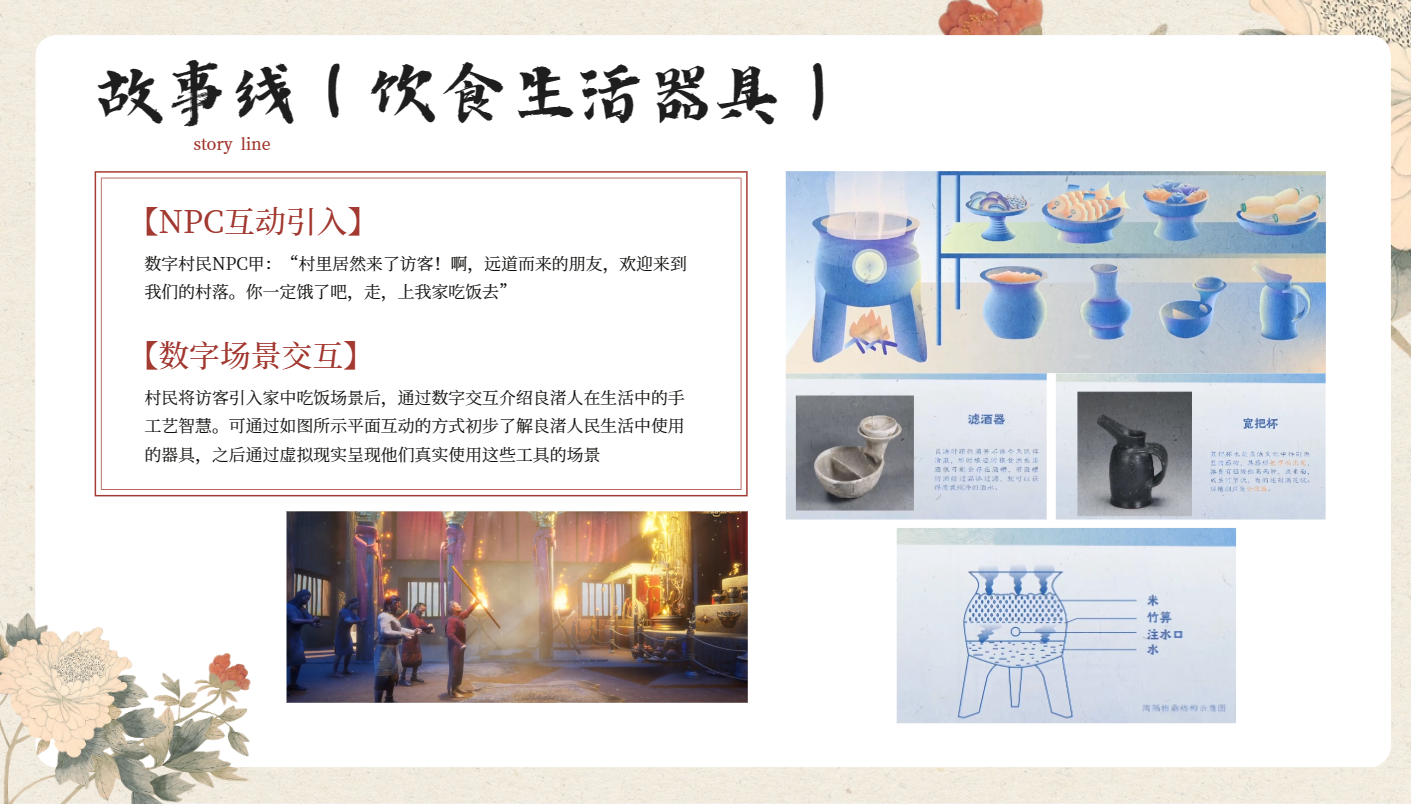 故事线（饮食生活器具）
story line
【NPC互动引入】
数字村民NPC甲：“村里居然来了访客！啊，远道而来的朋友，欢迎来到
我们的村落。你一定饿了吧，走，上我家吃饭去”
【数字场景交互】
村民将访客引入家中吃饭场景后，通过数字交互介绍良渚人在生活中的手
工艺智慧。可通过如图所示平面互动的方式初步了解良渚人民生活中使用
的器具，之后通过虚拟现实呈现他们真实使用这些工具的场景
滤酒器
宽把杯
米
竹箅
注水口
水